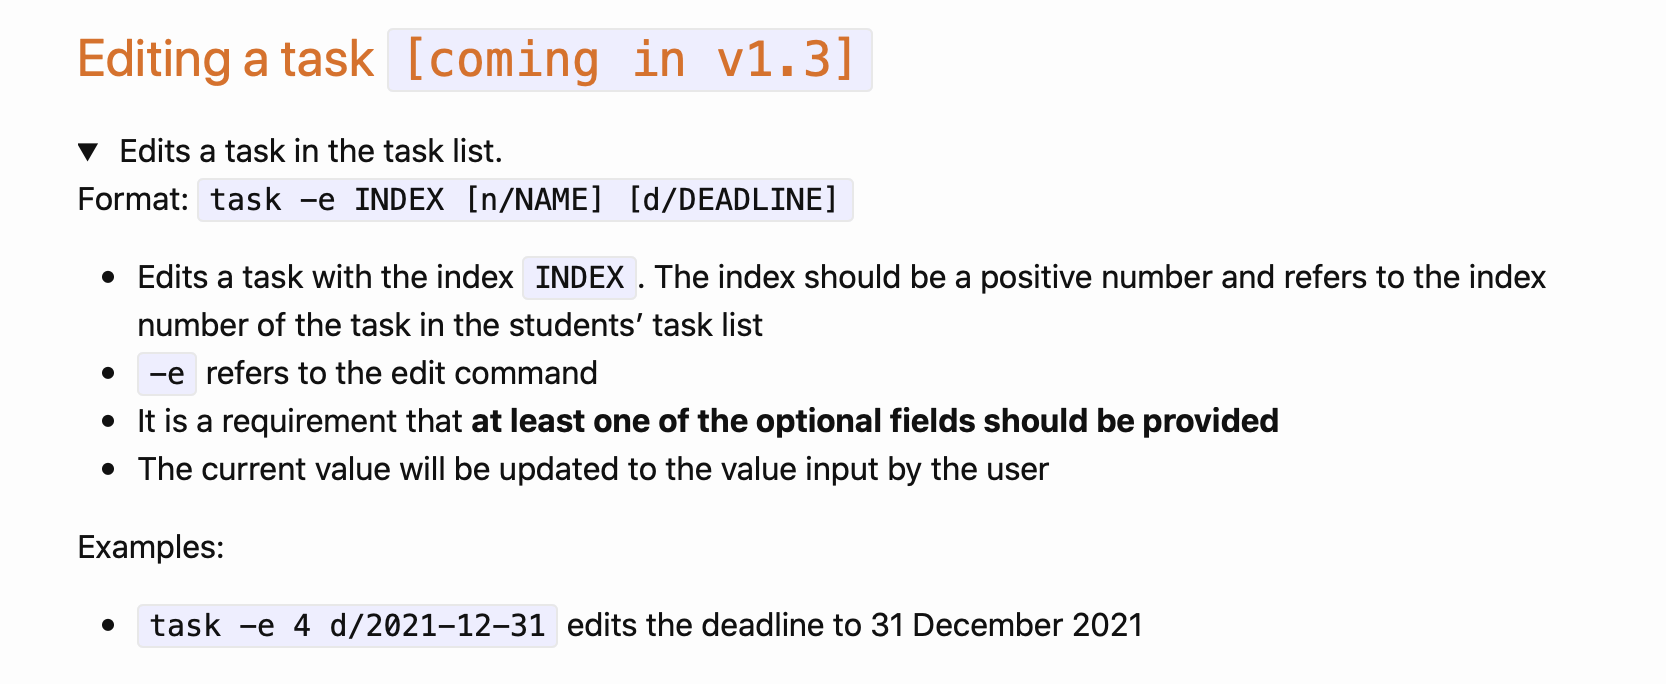 Editing a task [coming in v1.3]
▼ Edits a task in the task list.
Format: task -e INDEX [n/NAME] [d/DEADLINE]
• Edits a task with the index INDEX. The index should be a positive number and refers to the index
number of the task in the students’ task list
• -e refers to the edit command
• It is a requirement that at least one of the optional fields should be provided
• The current value will be updated to the value input by the user
Examples:
• task -e 4 d/2021-12-31 edits the deadline to 31 December 2021